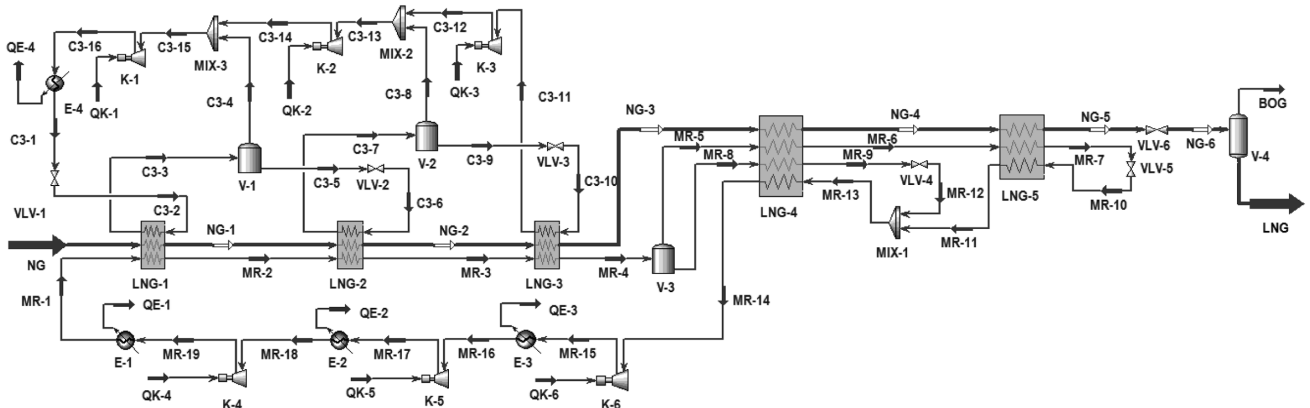 C3-16
C3-15
C3-14
C3-13
C3-12
QE-4
K-1
MIX-3
K-2
MIX-2
K-3
E-4
QK-1
QK-2
QK-3
C3-4
C3-8
C3-11
C3-1
C3-3
V-1
C3-7
V-2
C3-9
VLV-3
C3-5
VLV-2
C3-10
VLV-1
C3-2
C3-6
NG-3
MR-5
MR-8
NG-4
MR-6
MR-9
VLV-4
MR-12
MR-13
LNG-4
NG-5
VLV-6
NG-6
MR-7
VLV-5
MR-10
LNG-5
MIX-1
MR-11
BOG
V-4
LNG
NG
NG-1
NG-2
MR-1
LNG-1
MR-2
LNG-2
MR-3
LNG-3
MR-4
V-3
MR-14
QE-1
QE-2
QE-3
E-1
MR-19
MR-18
E-2
MR-17
MR-16
E-3
MR-15
QK-4
K-4
QK-5
K-5
QK-6
K-6